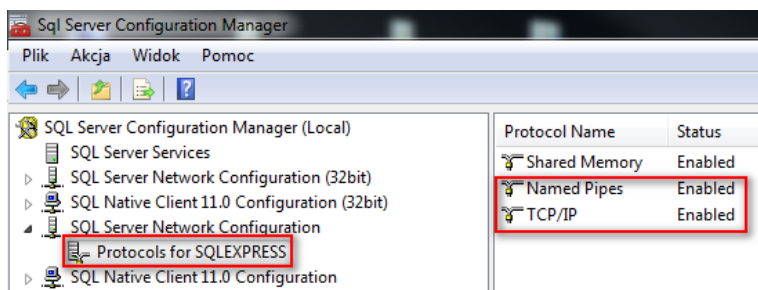 Sql Server Configuration Manager
Plik Akcja Widok Pomoc
SQL Server Configuration Manager (Local)
SQL Server Services
SQL Server Network Configuration (32bit)
SQL Native Client 11.0 Configuration (32bit)
SQL Server Network Configuration
Protocols for SQLEXPRESS
SQL Native Client 11.0 Configuration
Protocol Name Status
Shared Memory Enabled
Named Pipes Enabled
TCP/IP Enabled